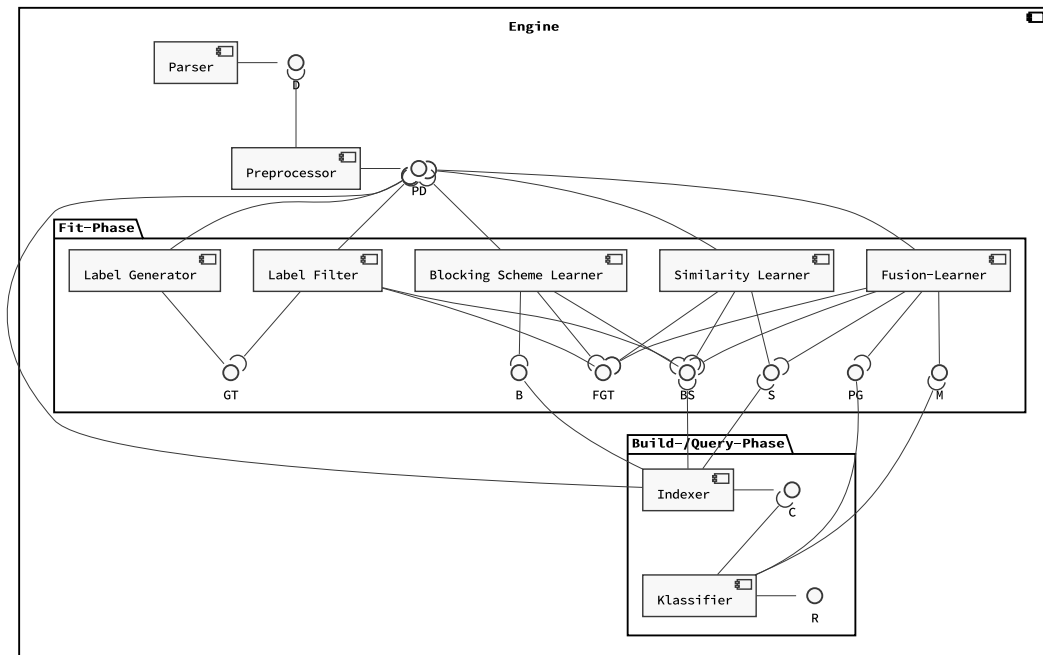 Engine
Parser
D
Preprocessor
PD
Fit-Phase
Label Generator
Label Filter
Blocking Scheme Learner
Similarity Learner
Fusion-Learner
GT
B
FGT
BS
S
PG
M
Build-/Query-Phase
Indexer
C
Klassifier
R